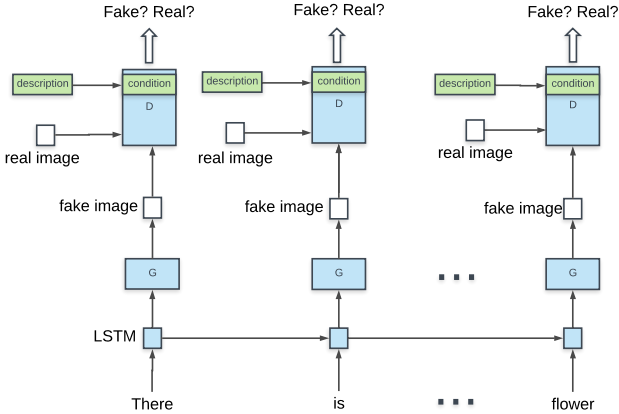 Fake? Real? Fake? Real? Fake? Real?
description condition description condition description condition
D D D
real image real image real image
fake image fake image fake image
G G G
...
LSTM
There is ... flower